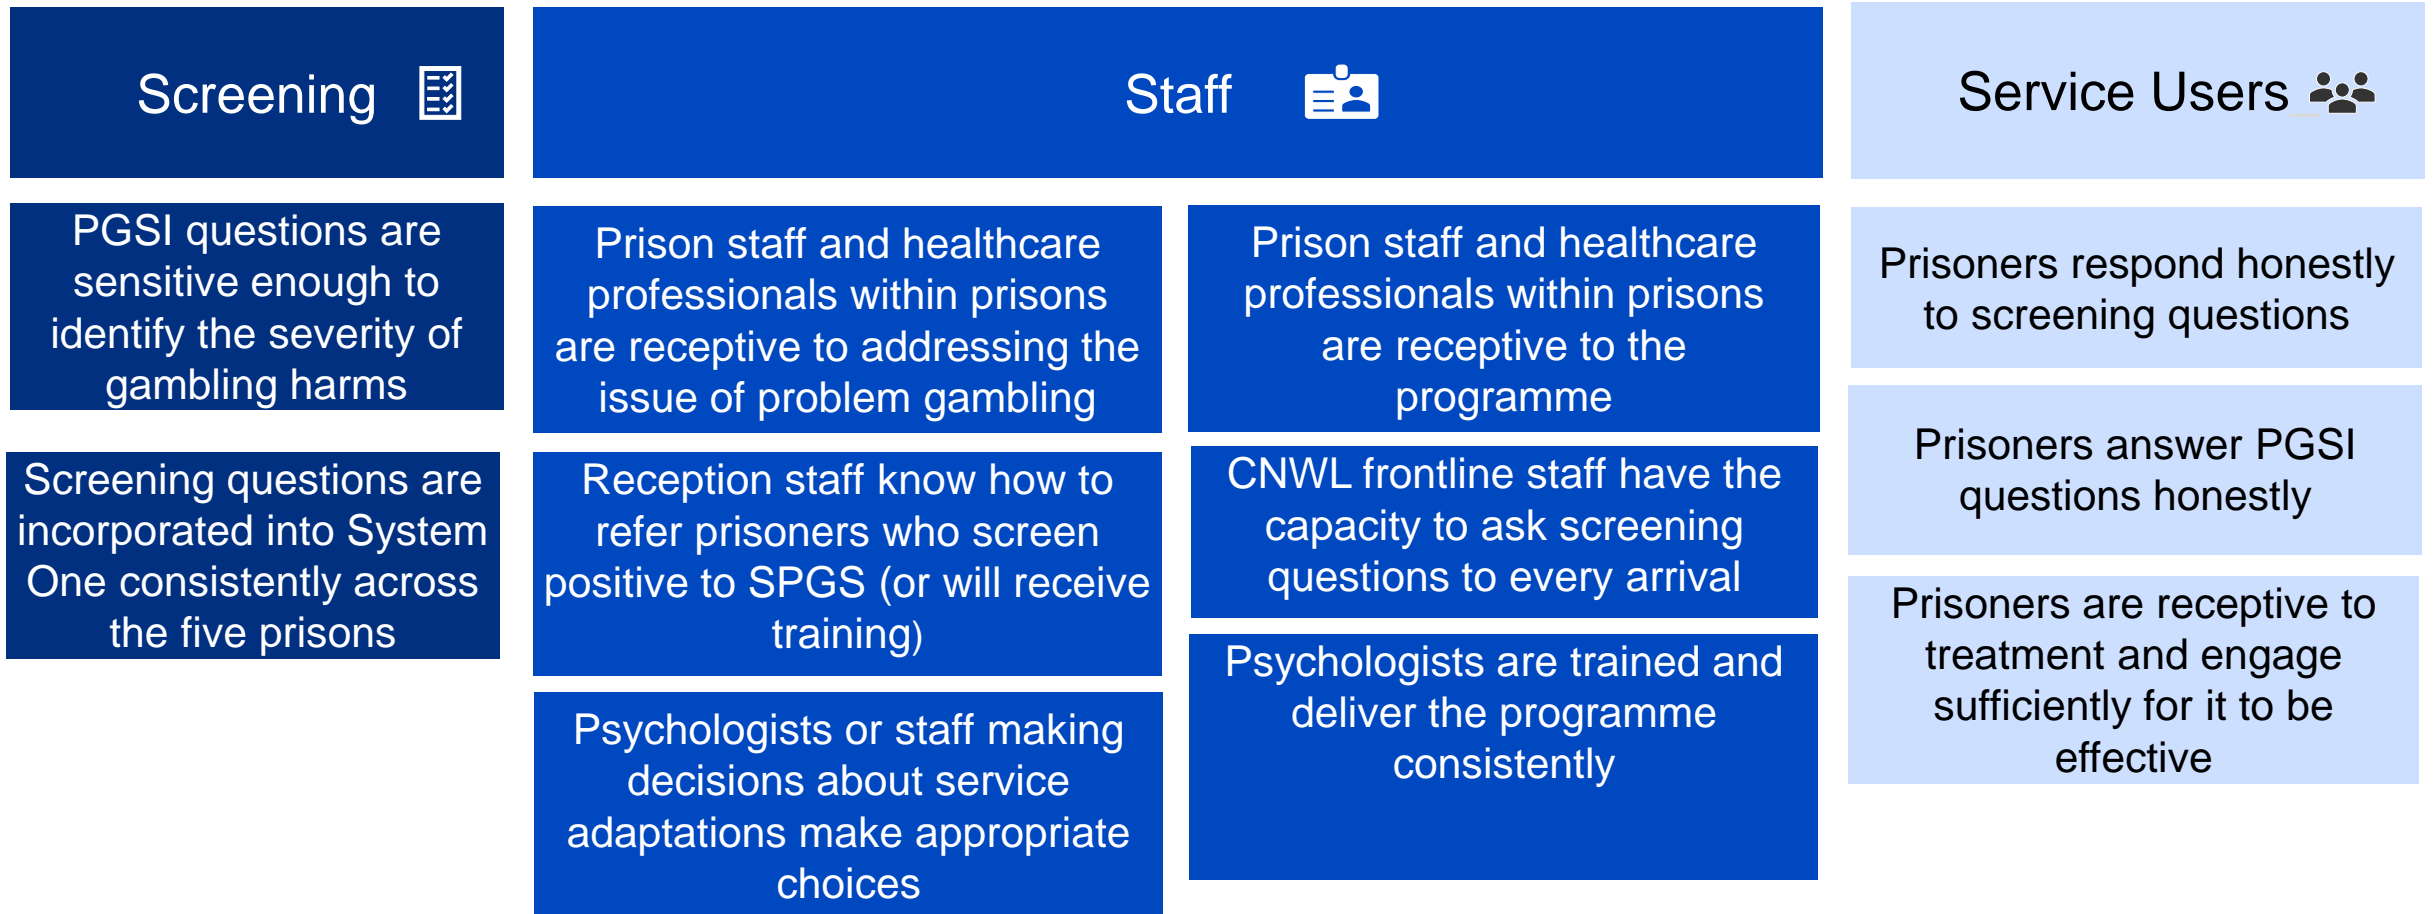 Screening
Staff
Service Users
PGSI questions are
sensitive enough to
identify the severity of
gambling harms
Screening questions are
incorporated into System
One consistently across
the five prisons
Prison staff and healthcare
professionals within prisons
are receptive to addressing the
issue of problem gambling
Reception staff know how to
refer prisoners who screen
positive to SPGS (or will receive
training)
Psychologists or staff making
decisions about service
adaptations make appropriate
choices
Prison staff and healthcare
professionals within prisons
are receptive to the
programme
CNWL frontline staff have the
capacity to ask screening
questions to every arrival
Psychologists are trained and
deliver the programme
consistently
Prisoners respond honestly
to screening questions
Prisoners answer PGSI
questions honestly
Prisoners are receptive to
treatment and engage
sufficiently for it to be
effective